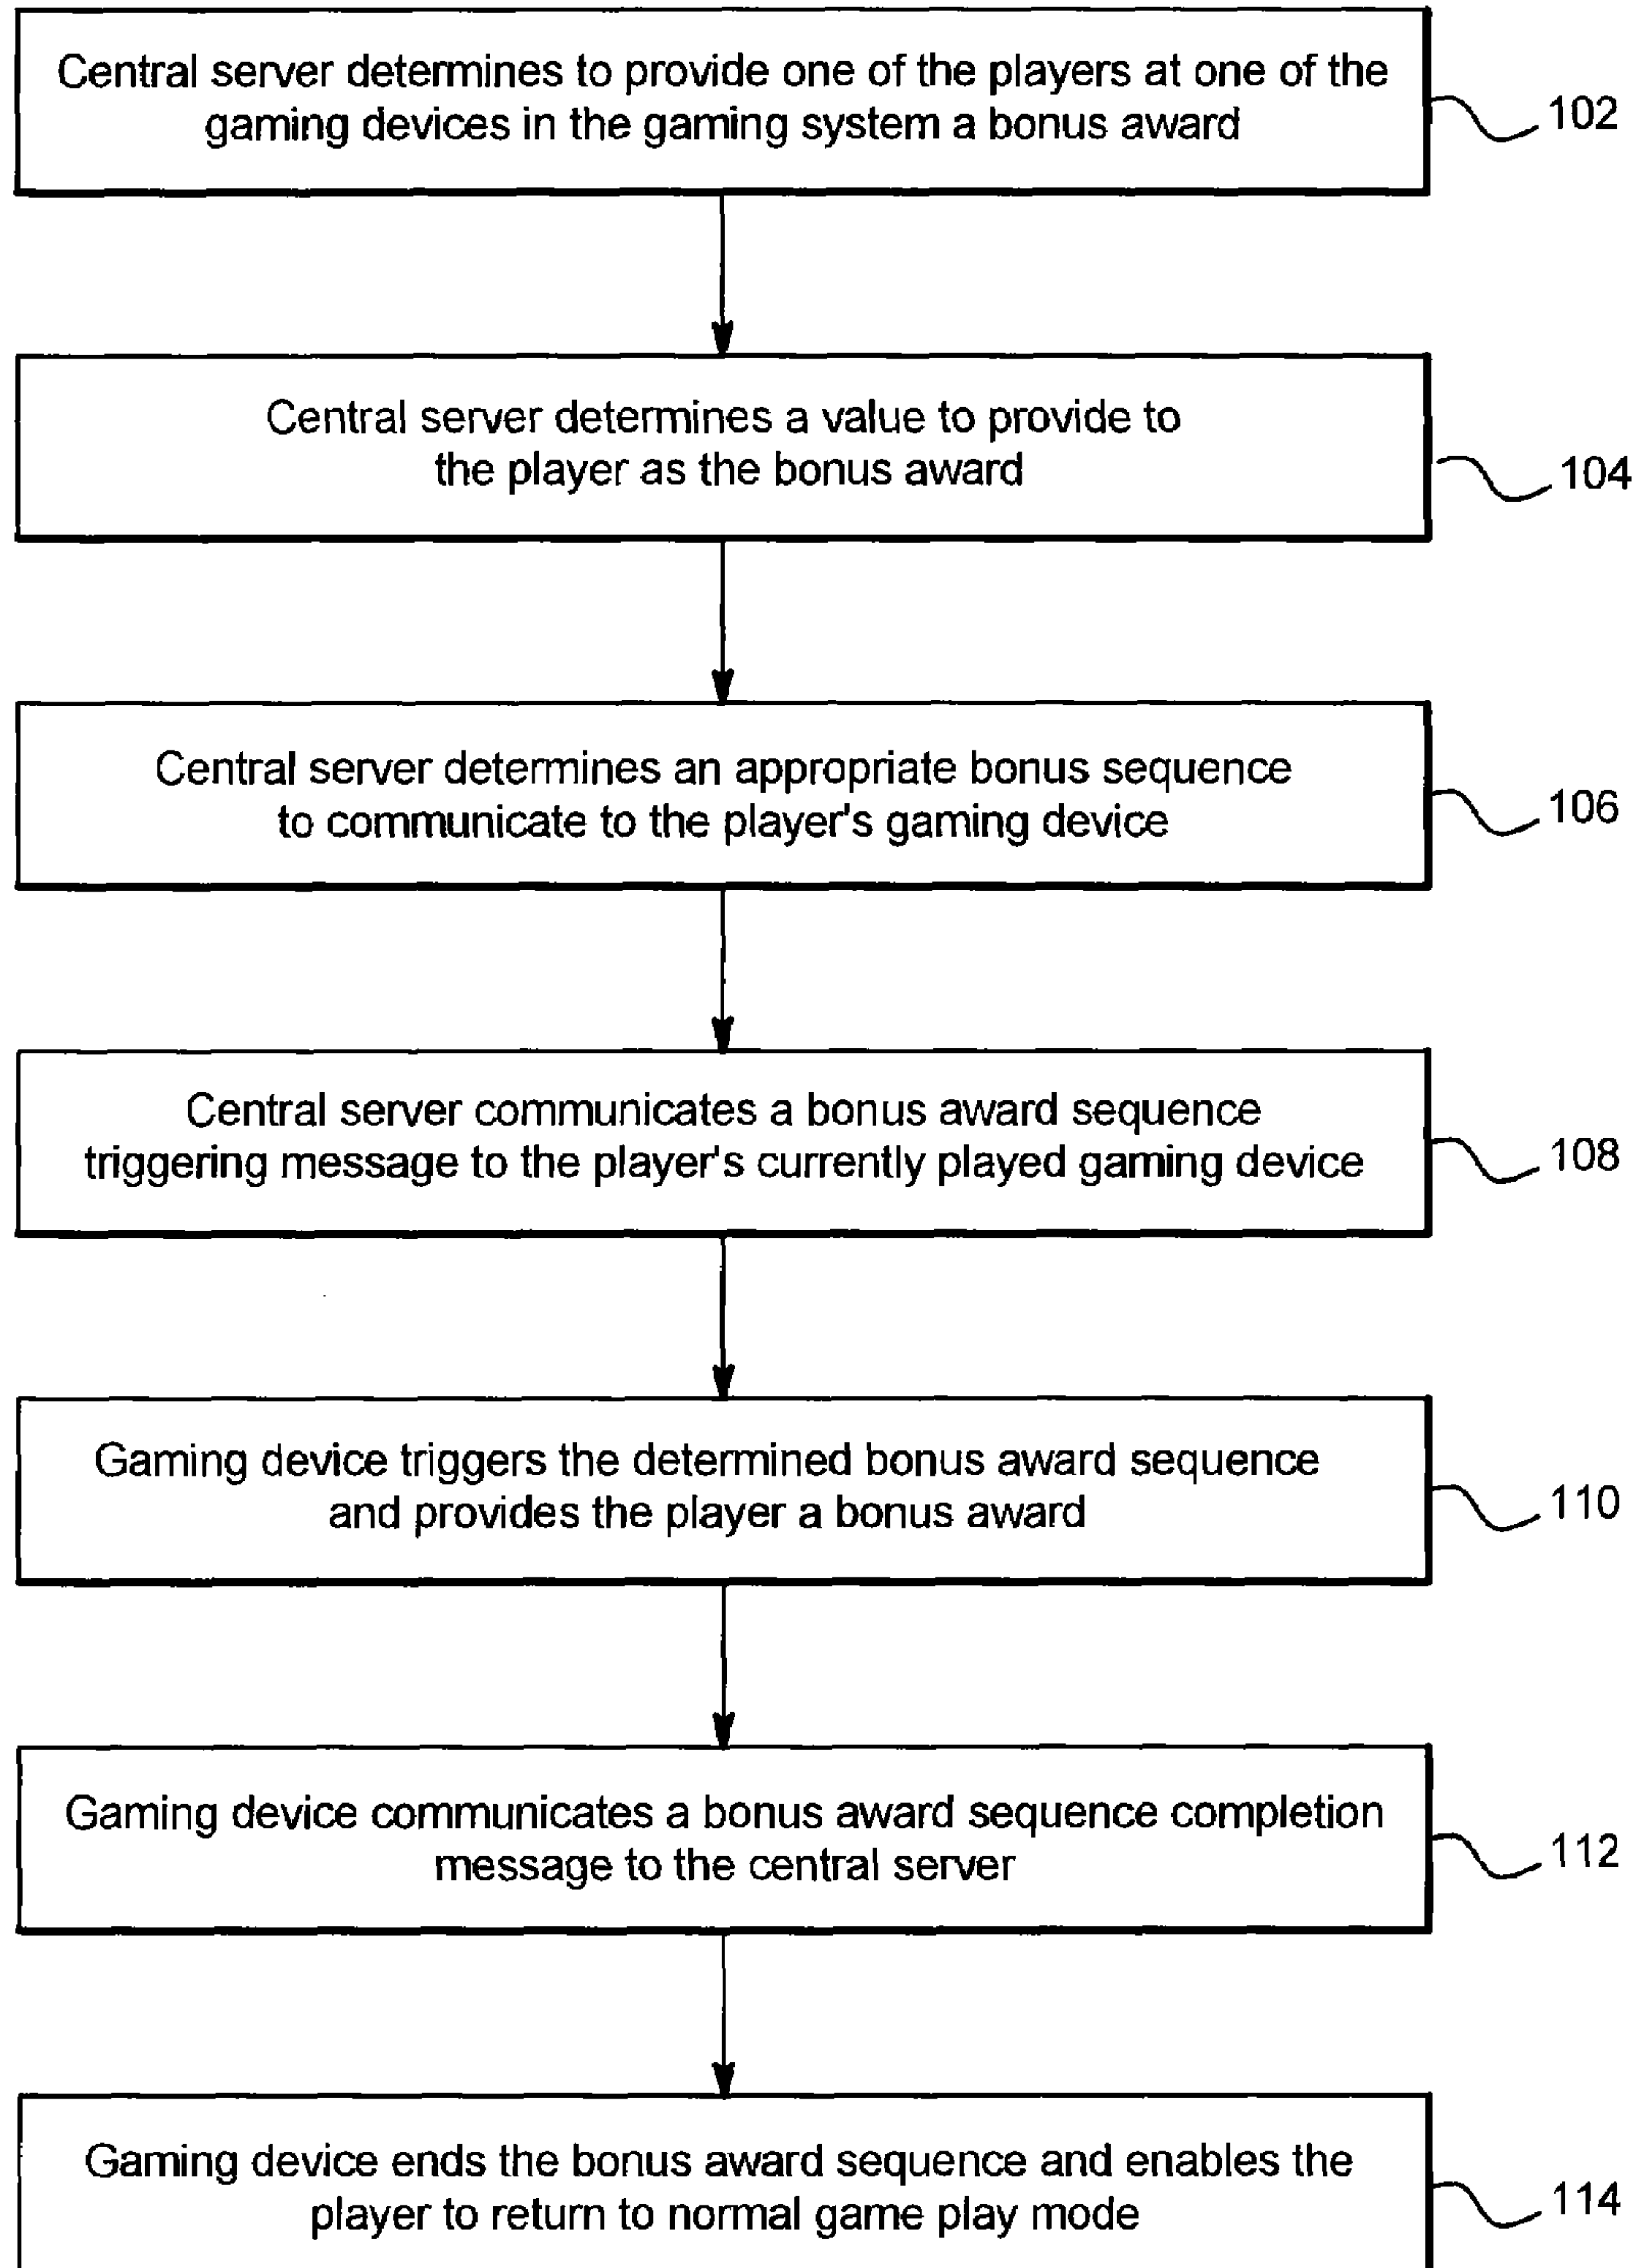 Central server determines to provide one of the players at one of the
gaming devices in the gaming system a bonus award
102
Central server determines a value to provide to
the player as the bonus award
104
Central server determines an appropriate bonus sequence
to communicate to the player's gaming device
106
Central server communicates a bonus award sequence
triggering message to the player's currently played gaming device
108
Gaming device triggers the determined bonus award sequence
and provides the player a bonus award
110
Gaming device communicates a bonus award sequence completion
message to the central server
112
Gaming device ends the bonus award sequence and enables the
player to return to normal game play mode
114